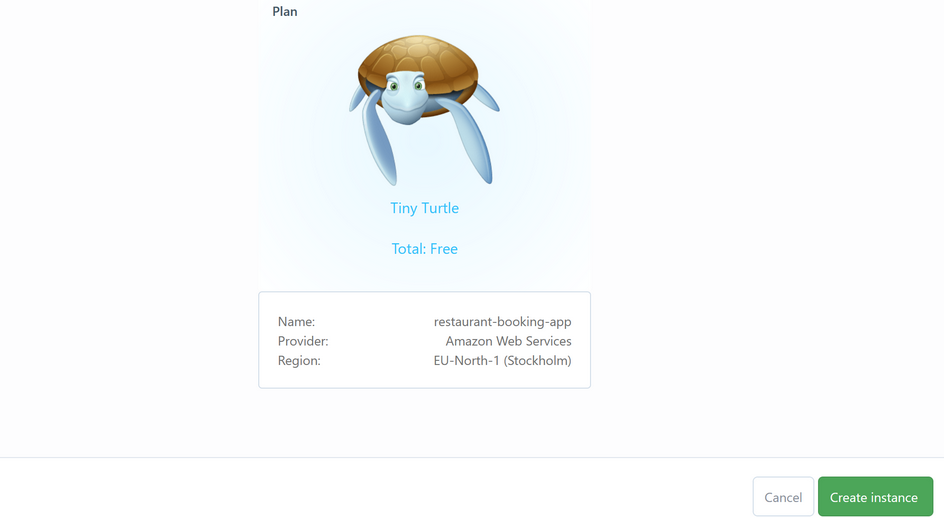 Plan
Tiny Turtle
Total: Free
Name: restaurant-booking-app
Provider: Amazon Web Services
Region: EU-North-1 (Stockholm)
Cancel Create instance